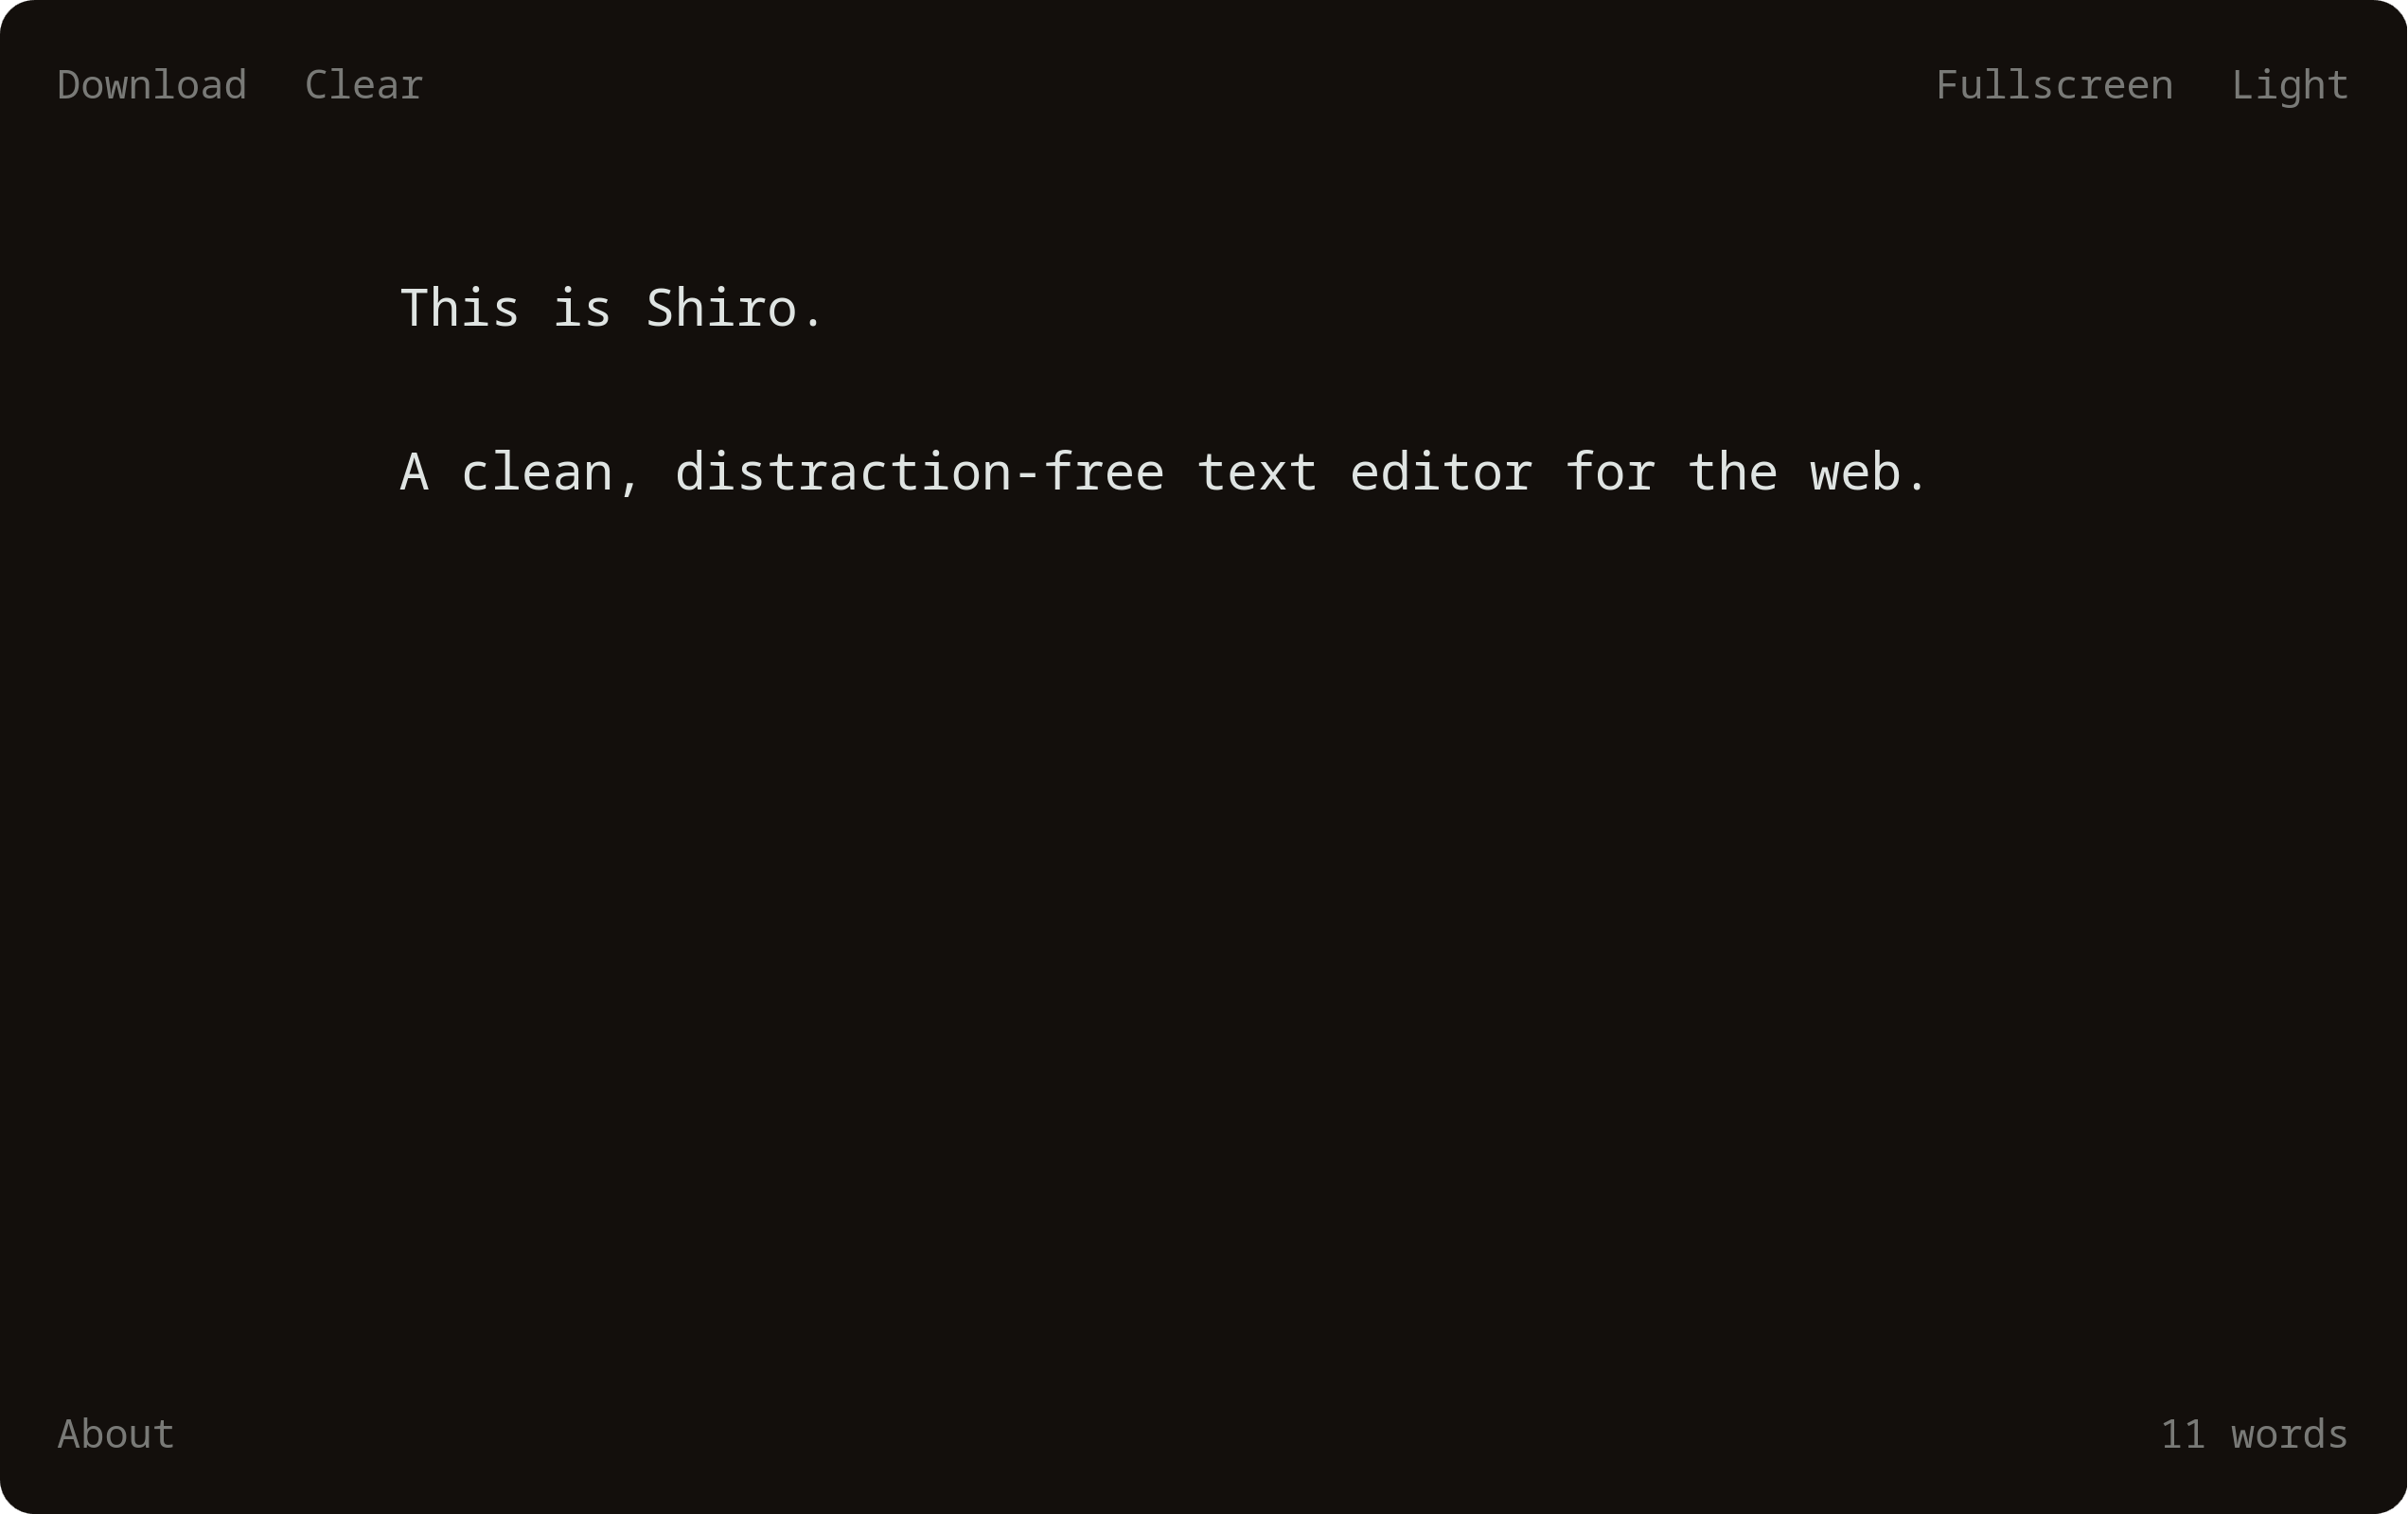 Download Clear Fullscreen Light
This is Shiro.
A clean, distraction-free text editor for the web.
About 11 words